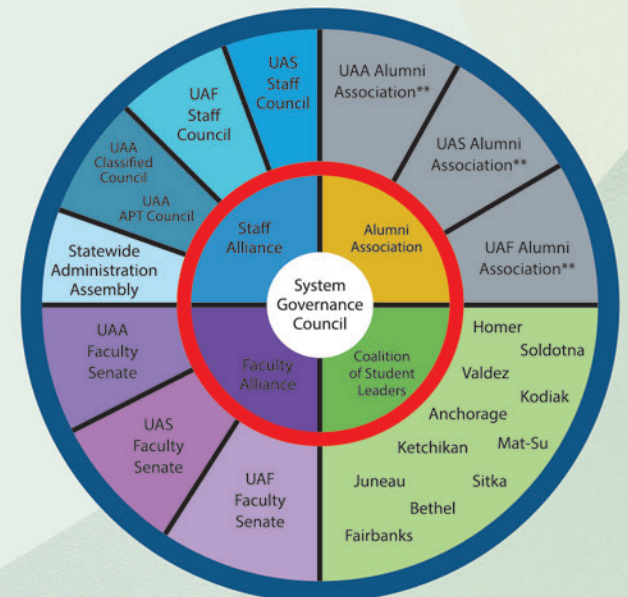 UAS
Staff
Council
UAA Alumni
Association**
UAF
Staff
Council
UAS Alumni
Association**
UAA
Classified
Council
UAA
APT Council
Staff
Alliance
Alumni
Association
UAF Alumni
Association**
Statewide
Administration
Assembly
System
Governance
Council
UAA
Faculty
Senate
Faculty
Alliance
Coalition
of Student
Leaders
Homer
Soldotna
Valdez
Kodiak
Anchorage
Ketchikan
Mat-Su
Juneau
Sitka
Bethel
Fairbanks
UAS
Faculty
Senate
UAF
Faculty
Senate